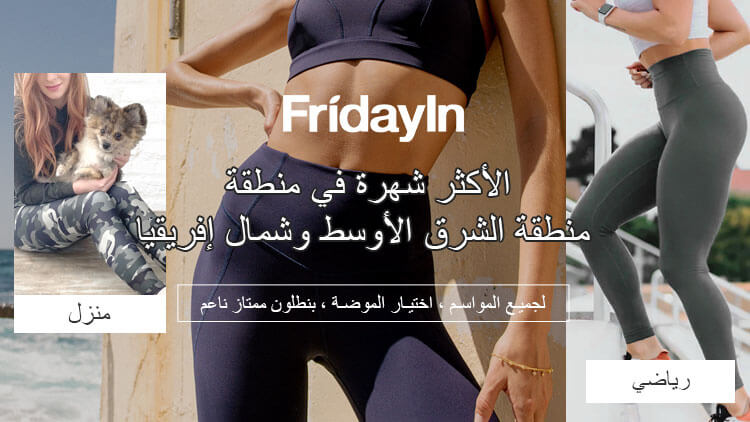 FridayIn
الأكثر شهرة في منطقة
منطقة الشرق الأوسط وشمال إفريقيا
لجميع المواسم ، اختيار الموضة ، بنطلون ممتاز ناعم
منزل
رياضي